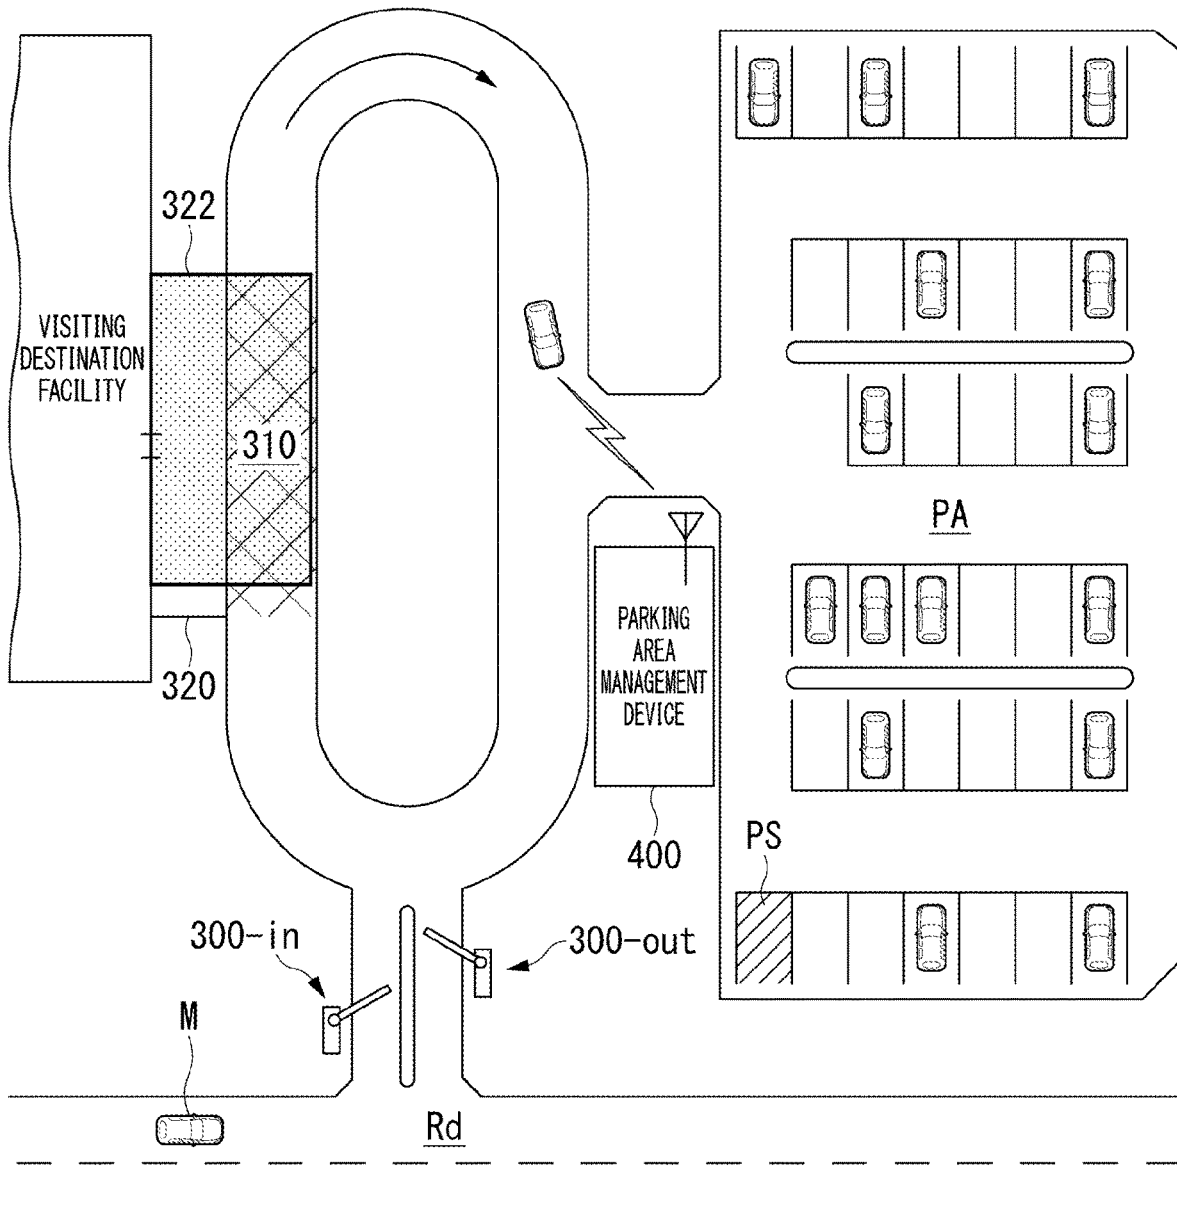 322
VISITING
DESTINATION
FACILITY
310
PA
320
PARKING
AREA
MANAGEMENT
DEVICE
400
PS
300-in
300-out
M
Rd